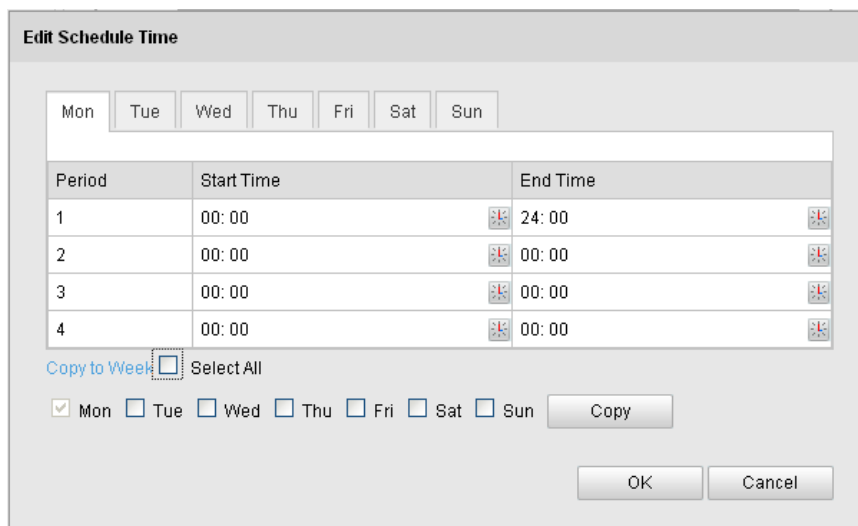 Edit Schedule Time
Mon Tue Wed Thu Fri Sat Sun
Period Start Time End Time
1 00: 00 24: 00
2 00: 00 00: 00
3 00: 00 00: 00
4 00: 00 00: 00
Copy to Week Select All
Mon Tue Wed Thu Fri Sat Sun Copy
OK Cancel